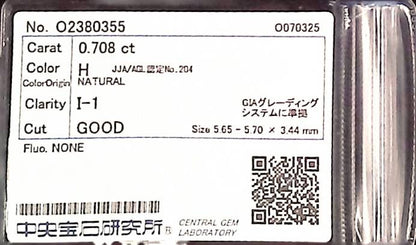 No. O2380355 O070325
Carat 0.708 ct
Color H JJA/AGL認定No.204
ColorOrigin NATURAL
Clarity I-1 GIAグレーディング
システムに準拠
Cut GOOD Size 5.65 - 5.70 × 3.44 mm
Fluo. NONE
中央宝石研究所® CENTRAL GEM
LABORATORY